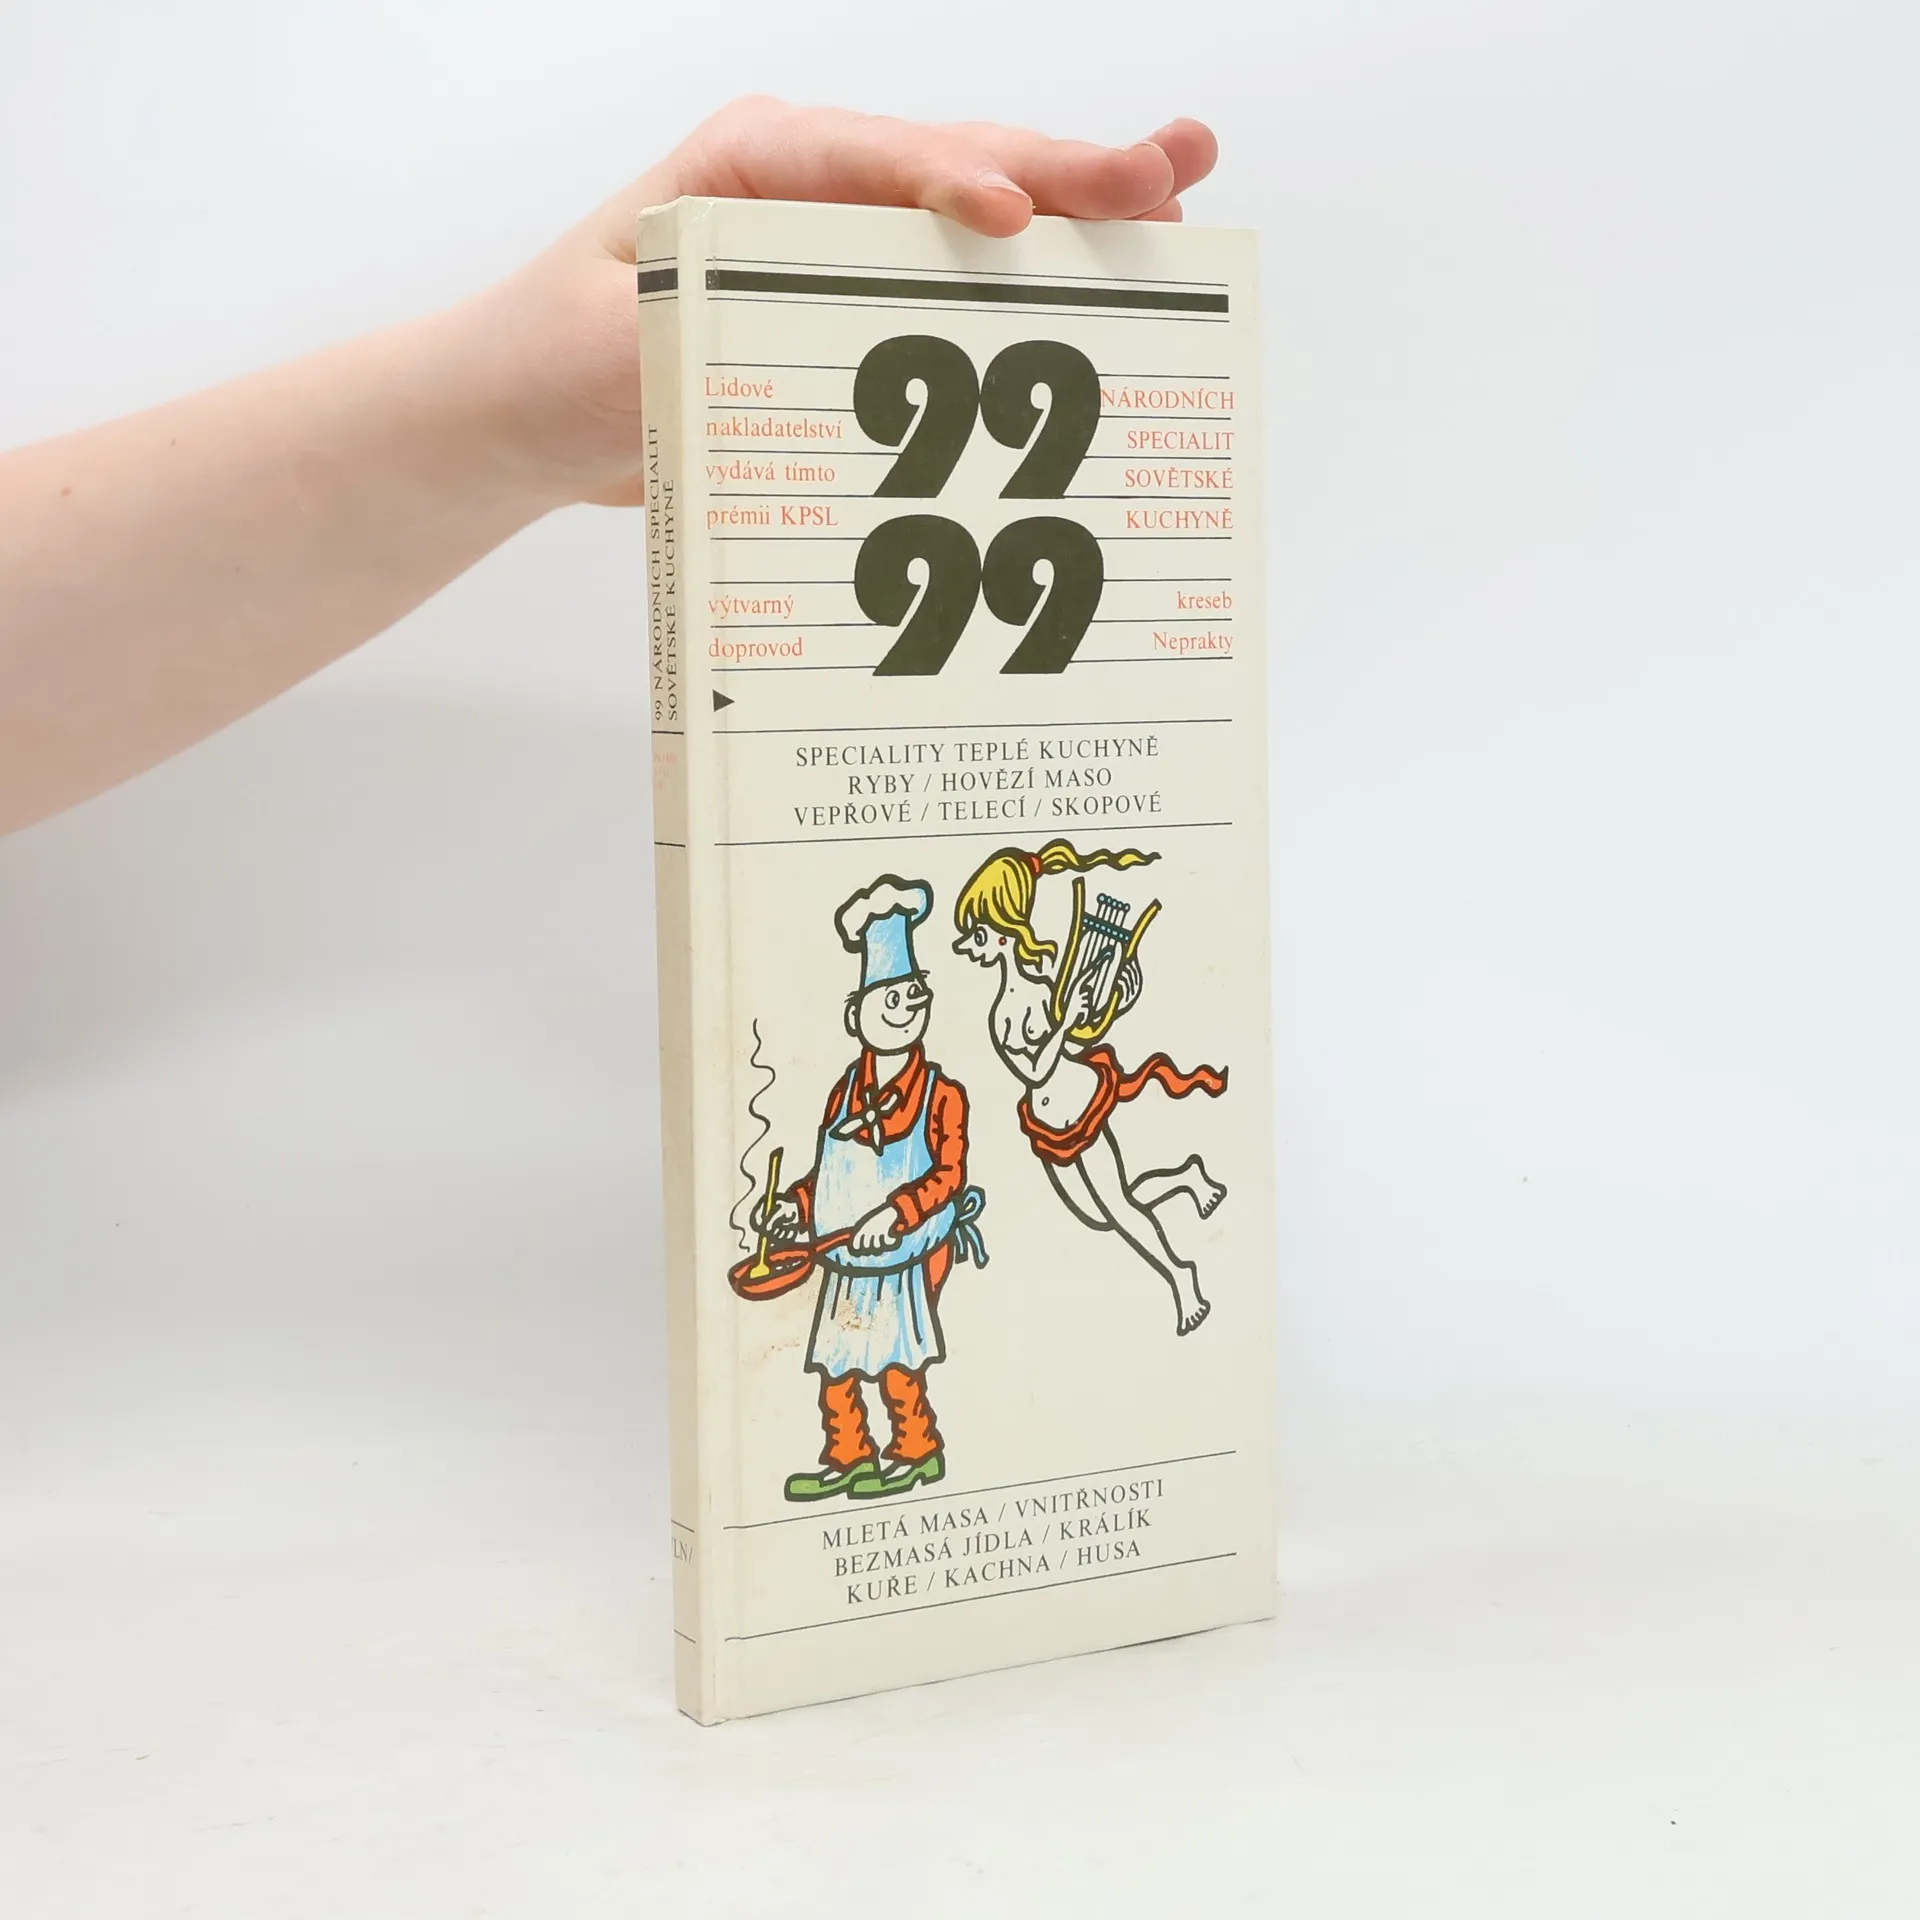 99 NÁRODNÍCH SPECIALIT
SOVĚTSKÉ KUCHYNĚ
/LN/
99
Lidové
nakladatelství
vydává tímto
prémii KPSL
NÁRODNÍCH
SPECIALIT
SOVĚTSKÉ
KUCHYNĚ
99
výtvarný
doprovod
kreseb
Neprakty
SPECIALITY TEPLÉ KUCHYNĚ
RYBY / HOVĚZÍ MASO
VEPŘOVÉ / TELECÍ / SKOPOVÉ
MLETÁ MASA / VNITŘNOSTI
BEZMASÁ JÍDLA / KRÁLÍK
KUŘE / KACHNA / HUSA